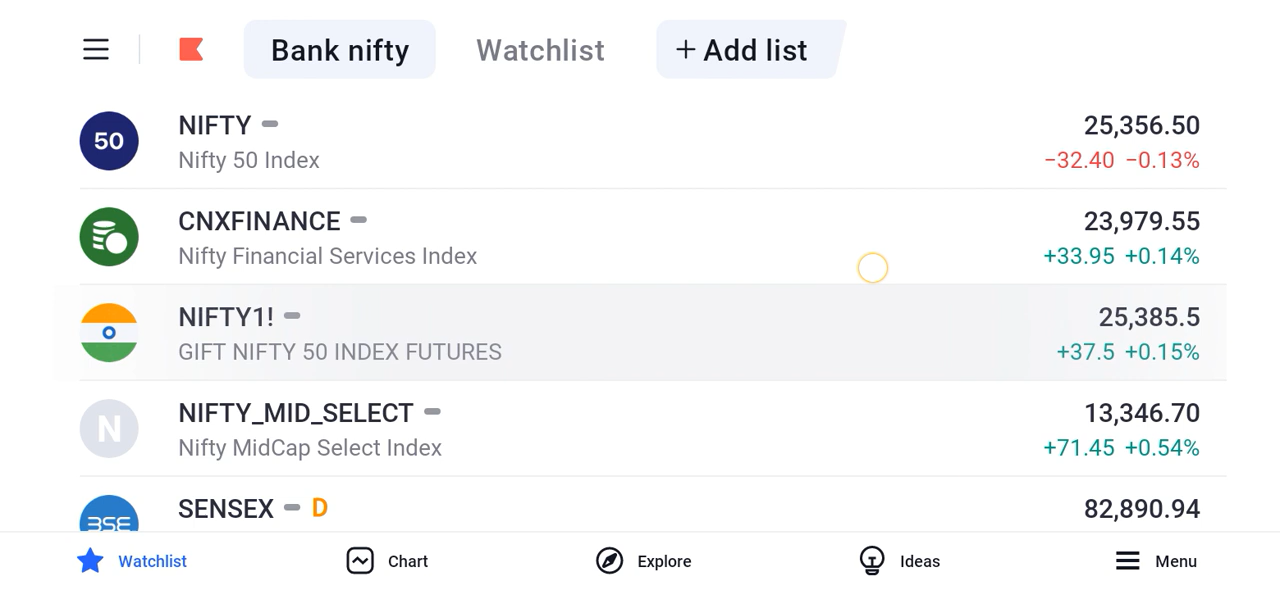 Bank nifty Watchlist + Add list
50 NIFTY 25,356.50
Nifty 50 Index −32.40 −0.13%
CNXFINANCE 23,979.55
Nifty Financial Services Index +33.95 +0.14%
NIFTY1! 25,385.5
GIFT NIFTY 50 INDEX FUTURES +37.5 +0.15%
N NIFTY_MID_SELECT 13,346.70
Nifty MidCap Select Index +71.45 +0.54%
BSE SENSEX D 82,890.94
Watchlist Chart Explore Ideas Menu